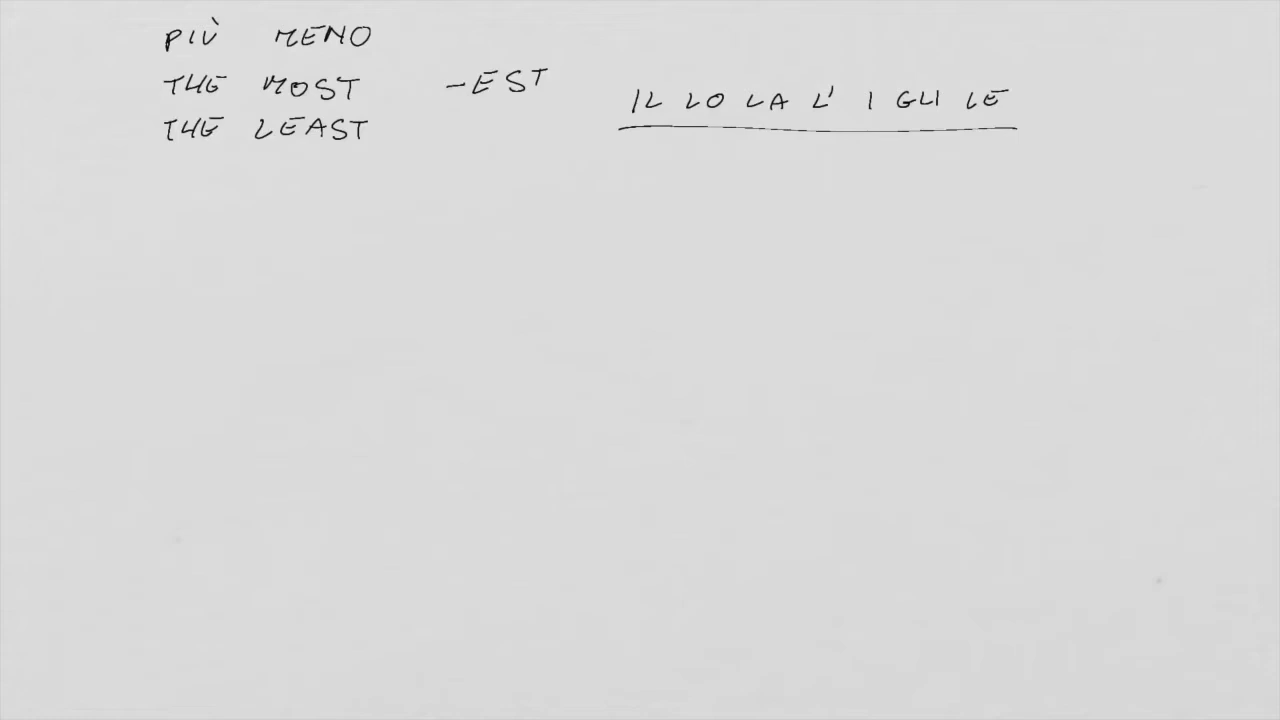 PIÙ MENO
THE MOST -EST
THE LEAST
IL LO LA L' I GLI LE